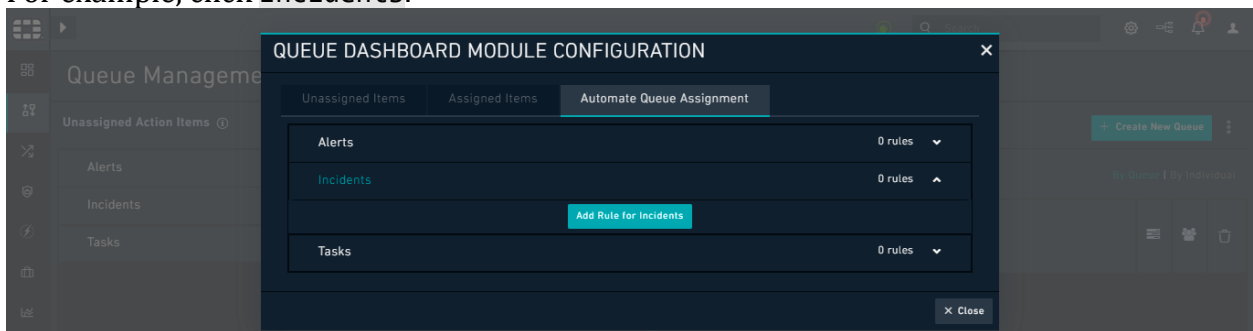 For example, click Incidents.
Search
QUEUE DASHBOARD MODULE CONFIGURATION
Queue Manageme
Unassigned Items Assigned Items Automate Queue Assignment
Unassigned Action Items
+ Create New Queue
Alerts 0 rules
Alerts
Incidents 0 rules
By Queue | By Individual
Incidents
Add Rule for Incidents
Tasks
Tasks 0 rules
× Close